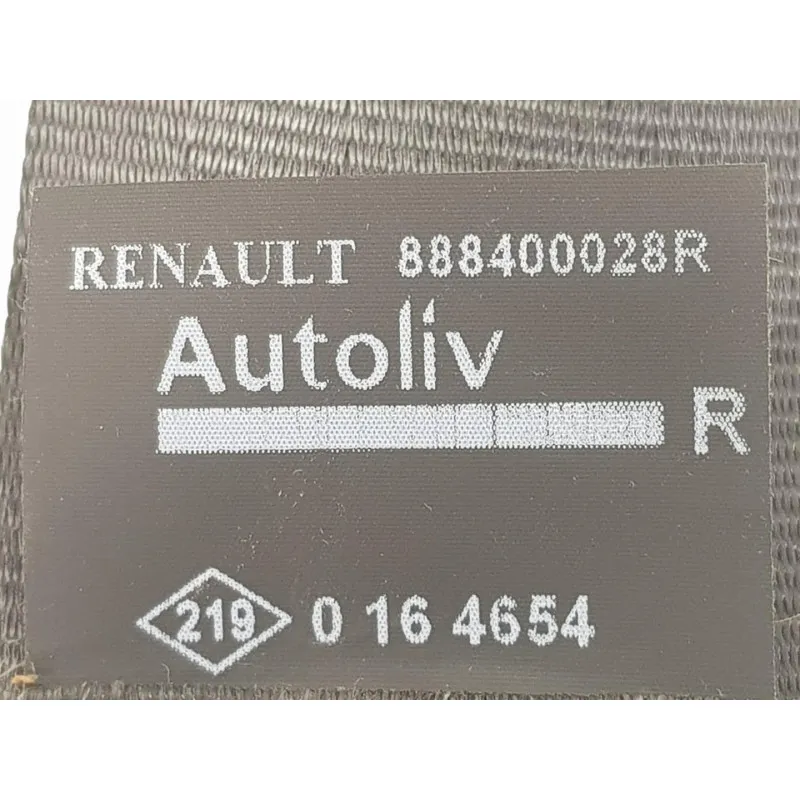 RENAULT 888400028R
Autoliv
R
219 0 16 4654